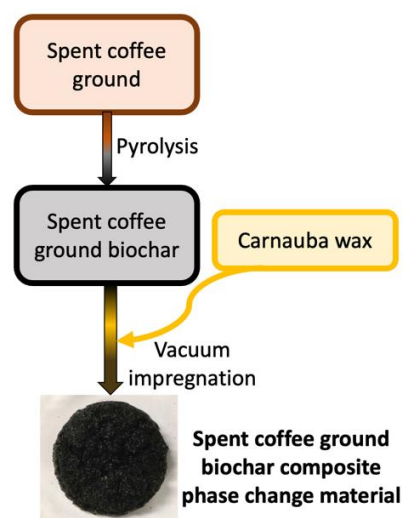 Spent coffee
ground
Pyrolysis
Spent coffee
ground biochar
Carnauba wax
Vacuum
impregnation
Spent coffee ground
biochar composite
phase change material